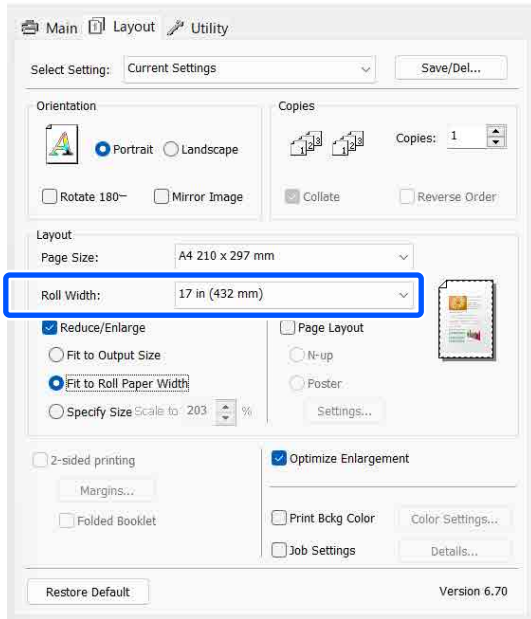 Main Layout Utility
Select Setting: Current Settings Save/Del...
Orientation
Portrait Landscape
Rotate 180°
Mirror Image
Copies
Copies: 1
Collate Reverse Order
Layout
Page Size: A4 210 x 297 mm
Roll Width: 17 in (432 mm)
Reduce/Enlarge
Fit to Output Size
Fit to Roll Paper Width
Specify Size Scale to 203 %
Page Layout
N-up
Poster
Settings...
2-sided printing
Margins...
Folded Booklet
Optimize Enlargement
Print Bckg Color Color Settings...
Job Settings Details...
Restore Default Version 6.70